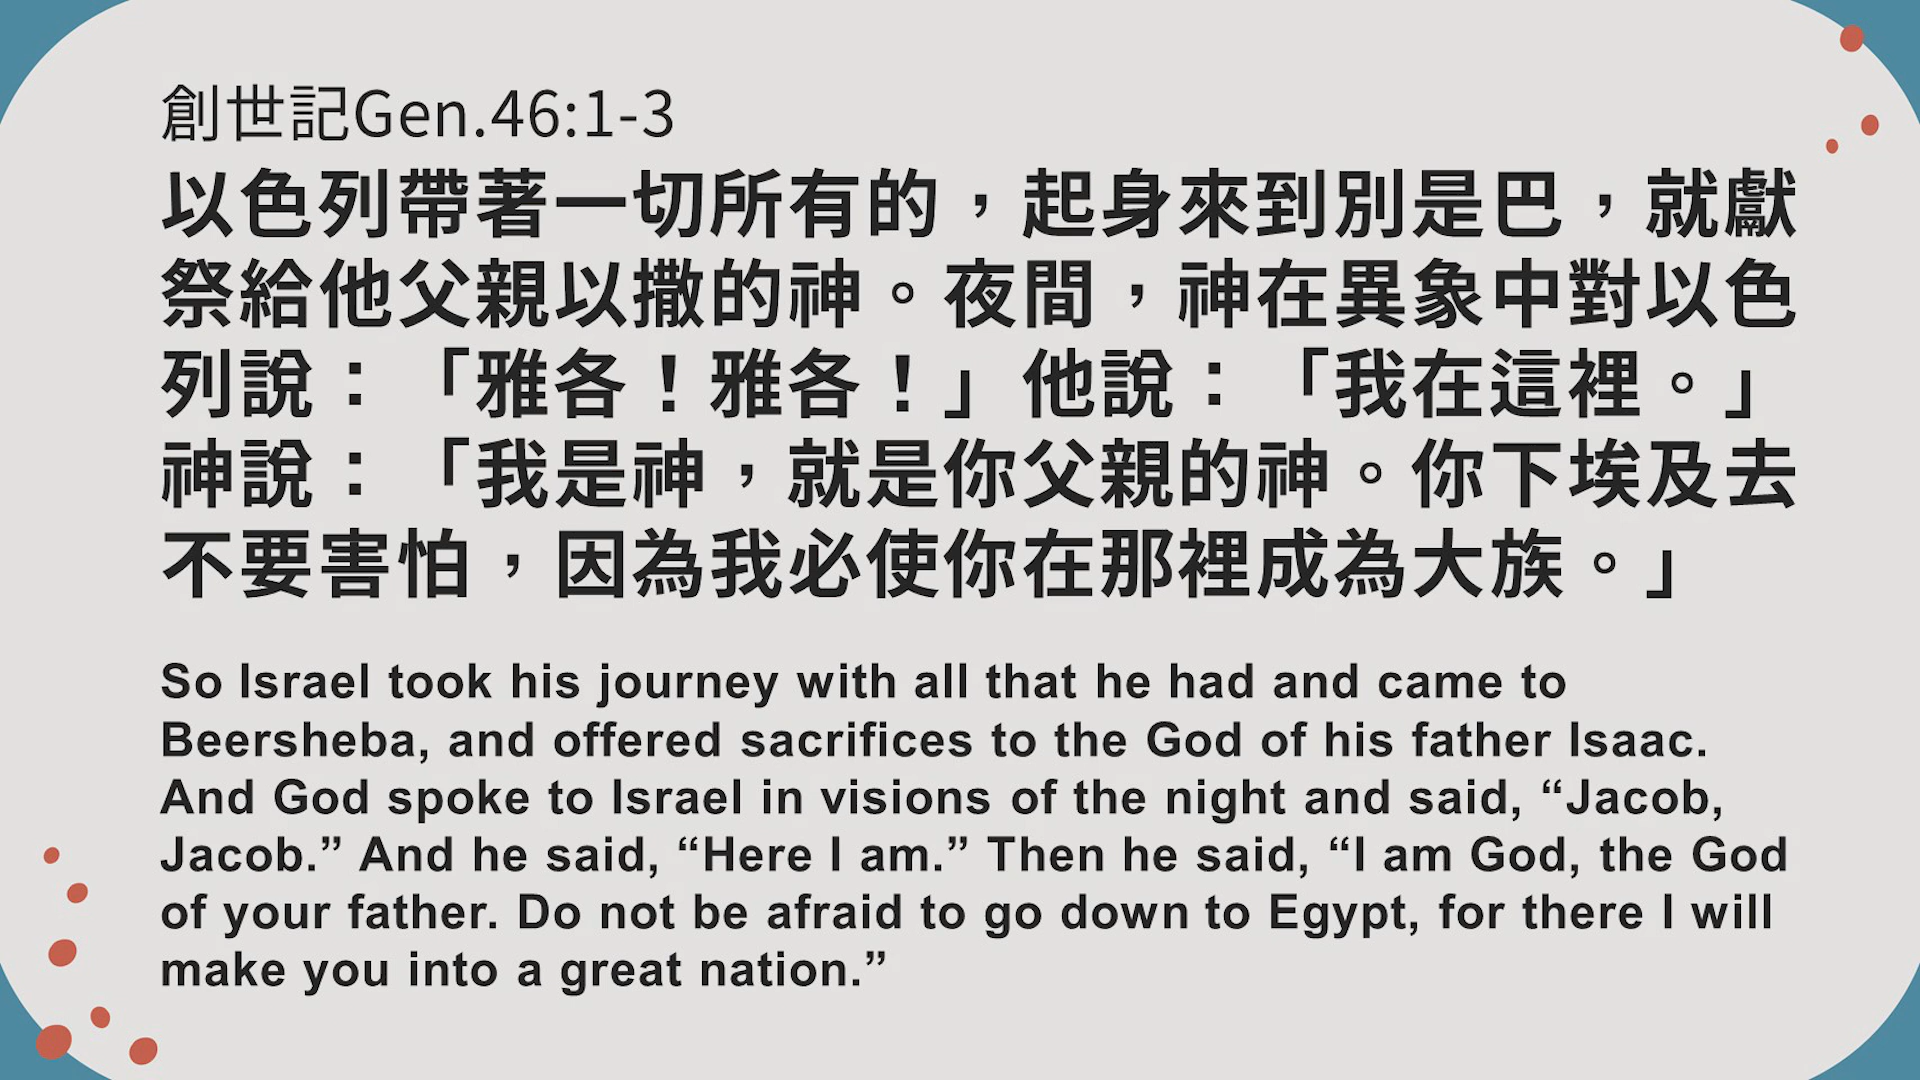 創世記Gen.46:1-3
以色列帶著一切所有的，起身來到別是巴，就獻
祭給他父親以撒的神。夜間，神在異象中對以色
列說：「雅各！雅各！」他說：「我在這裡。」
神說：「我是神，就是你父親的神。你下埃及去
不要害怕，因為我必使你在那裡成為大族。」
So Israel took his journey with all that he had and came to
Beersheba, and offered sacrifices to the God of his father Isaac.
And God spoke to Israel in visions of the night and said, “Jacob,
Jacob.” And he said, “Here I am.” Then he said, “I am God, the God
of your father. Do not be afraid to go down to Egypt, for there I will
make you into a great nation.”